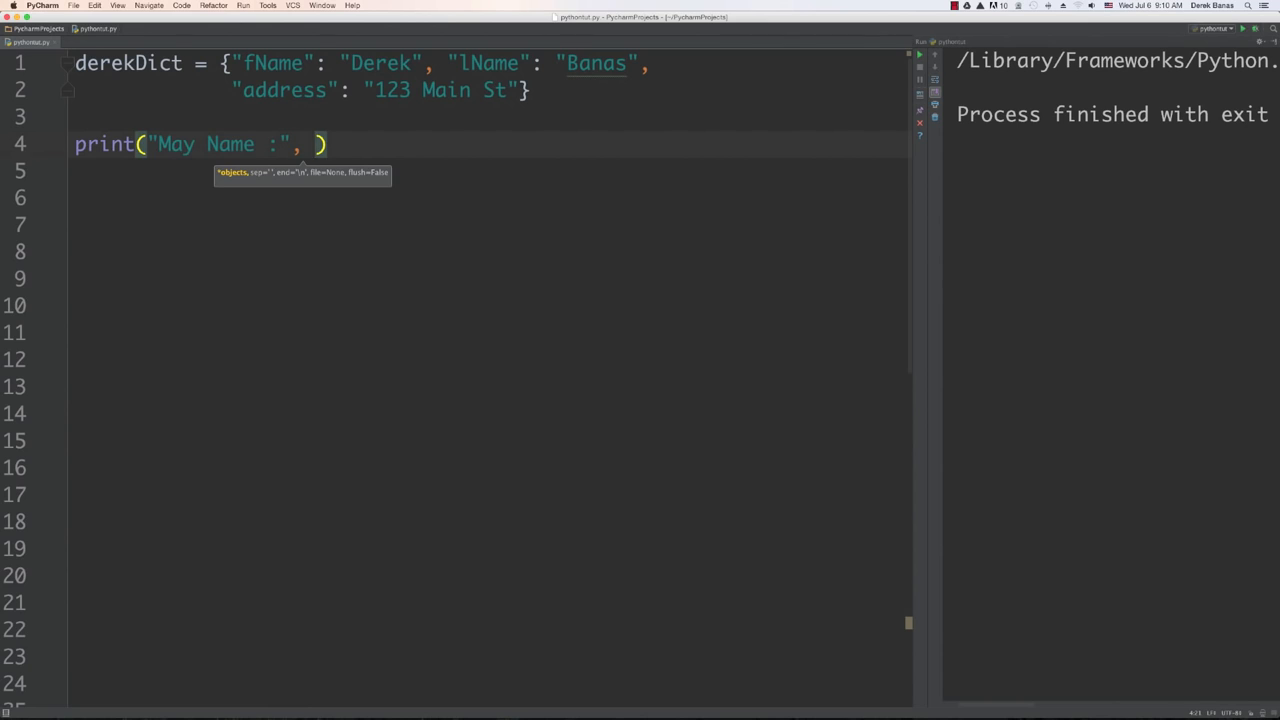 PyCharm File Edit View Navigate Code Refactor Run Tools VCS Window Help 10 Wed Jul 6 9:10 AM Derek Banas
pythontut.py - PyCharmProjects - [~/PycharmProjects]
PycharmProjects pythontut.py pythontut
pythontut.py Run: pythontut
1 derekDict = {"fName": "Derek", "lName": "Banas",
2 "address": "123 Main St"}
3
4 print("May Name :", )
*objects, sep=' ', end='\n', file=None, flush=False
5
6
7
8
9
10
11
12
13
14
15
16
17
18
19
20
21
22
23
24
/Library/Frameworks/Python.
Process finished with exit
4:21 LF÷ UTF-8÷